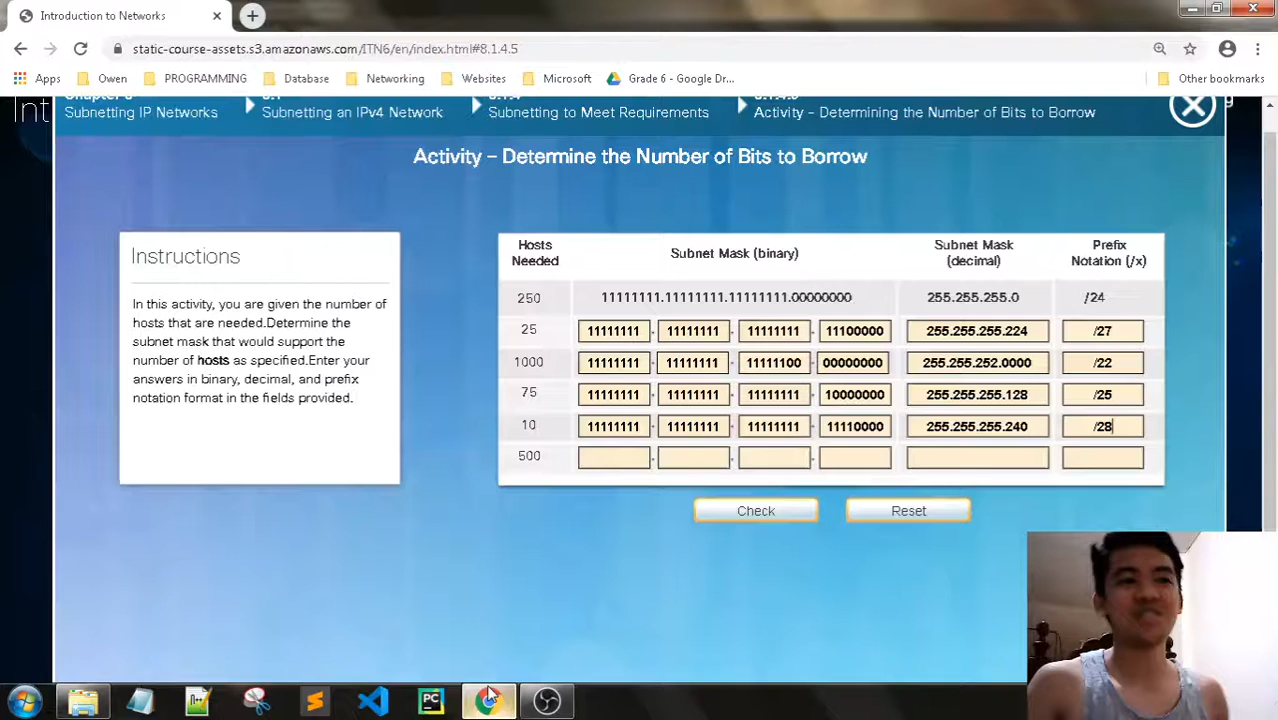 Introduction to Networks
static-course-assets.s3.amazonaws.com/ITN6/en/index.html#8.1.4.5
Apps Owen PROGRAMMING Database Networking Websites Microsoft Grade 6 - Google Dr... Other bookmarks
Int
Subnetting IP Networks Subnetting an IPv4 Network Subnetting to Meet Requirements Activity – Determining the Number of Bits to Borrow
Activity – Determine the Number of Bits to Borrow
Instructions
In this activity, you are given the number of
hosts that are needed.Determine the
subnet mask that would support the
number of hosts as specified.Enter your
answers in binary, decimal, and prefix
notation format in the fields provided.
Hosts Needed Subnet Mask (binary) Subnet Mask (decimal) Prefix Notation (/x)
250 11111111.11111111.11111111.00000000 255.255.255.0 /24
25 11111111 . 11111111 . 11111111 . 11100000 255.255.255.224 /27
1000 11111111 . 11111111 . 11111100 . 00000000 255.255.252.0000 /22
75 11111111 . 11111111 . 11111111 . 10000000 255.255.255.128 /25
10 11111111 . 11111111 . 11111111 . 11110000 255.255.255.240 /28
500 . . .
Check Reset
PC